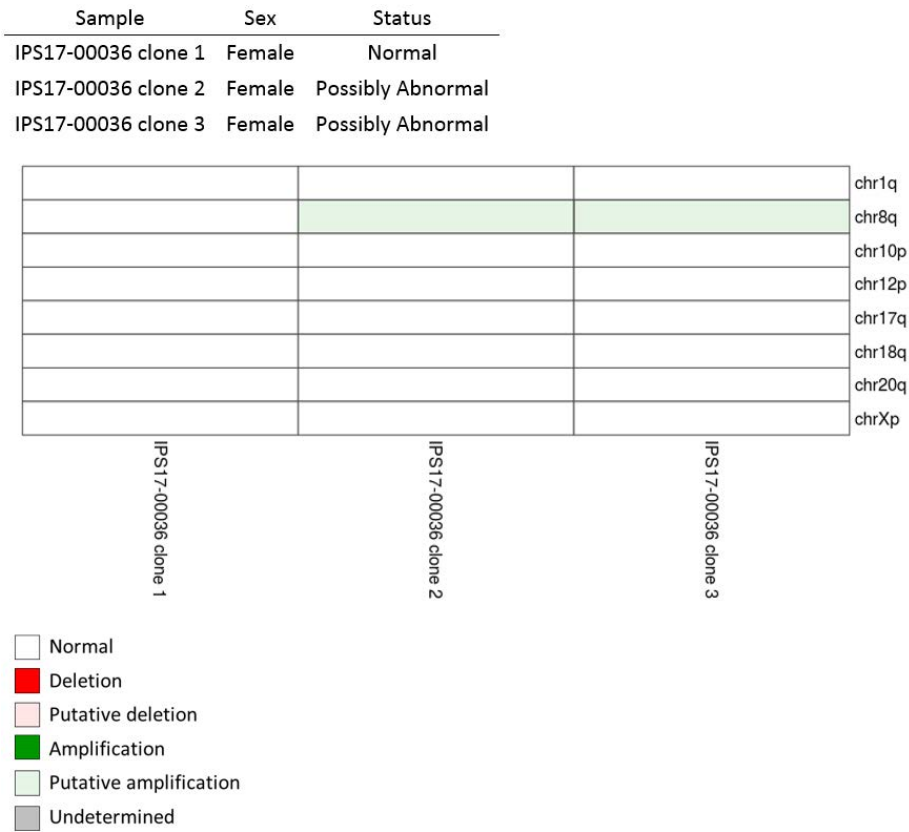 Sample Sex Status
IPS17-00036 clone 1 Female Normal
IPS17-00036 clone 2 Female Possibly Abnormal
IPS17-00036 clone 3 Female Possibly Abnormal
chr1q
chr8q
chr10p
chr12p
chr17q
chr18q
chr20q
chrXp
IPS17-00036 clone 1
IPS17-00036 clone 2
IPS17-00036 clone 3
Normal
Deletion
Putative deletion
Amplification
Putative amplification
Undetermined